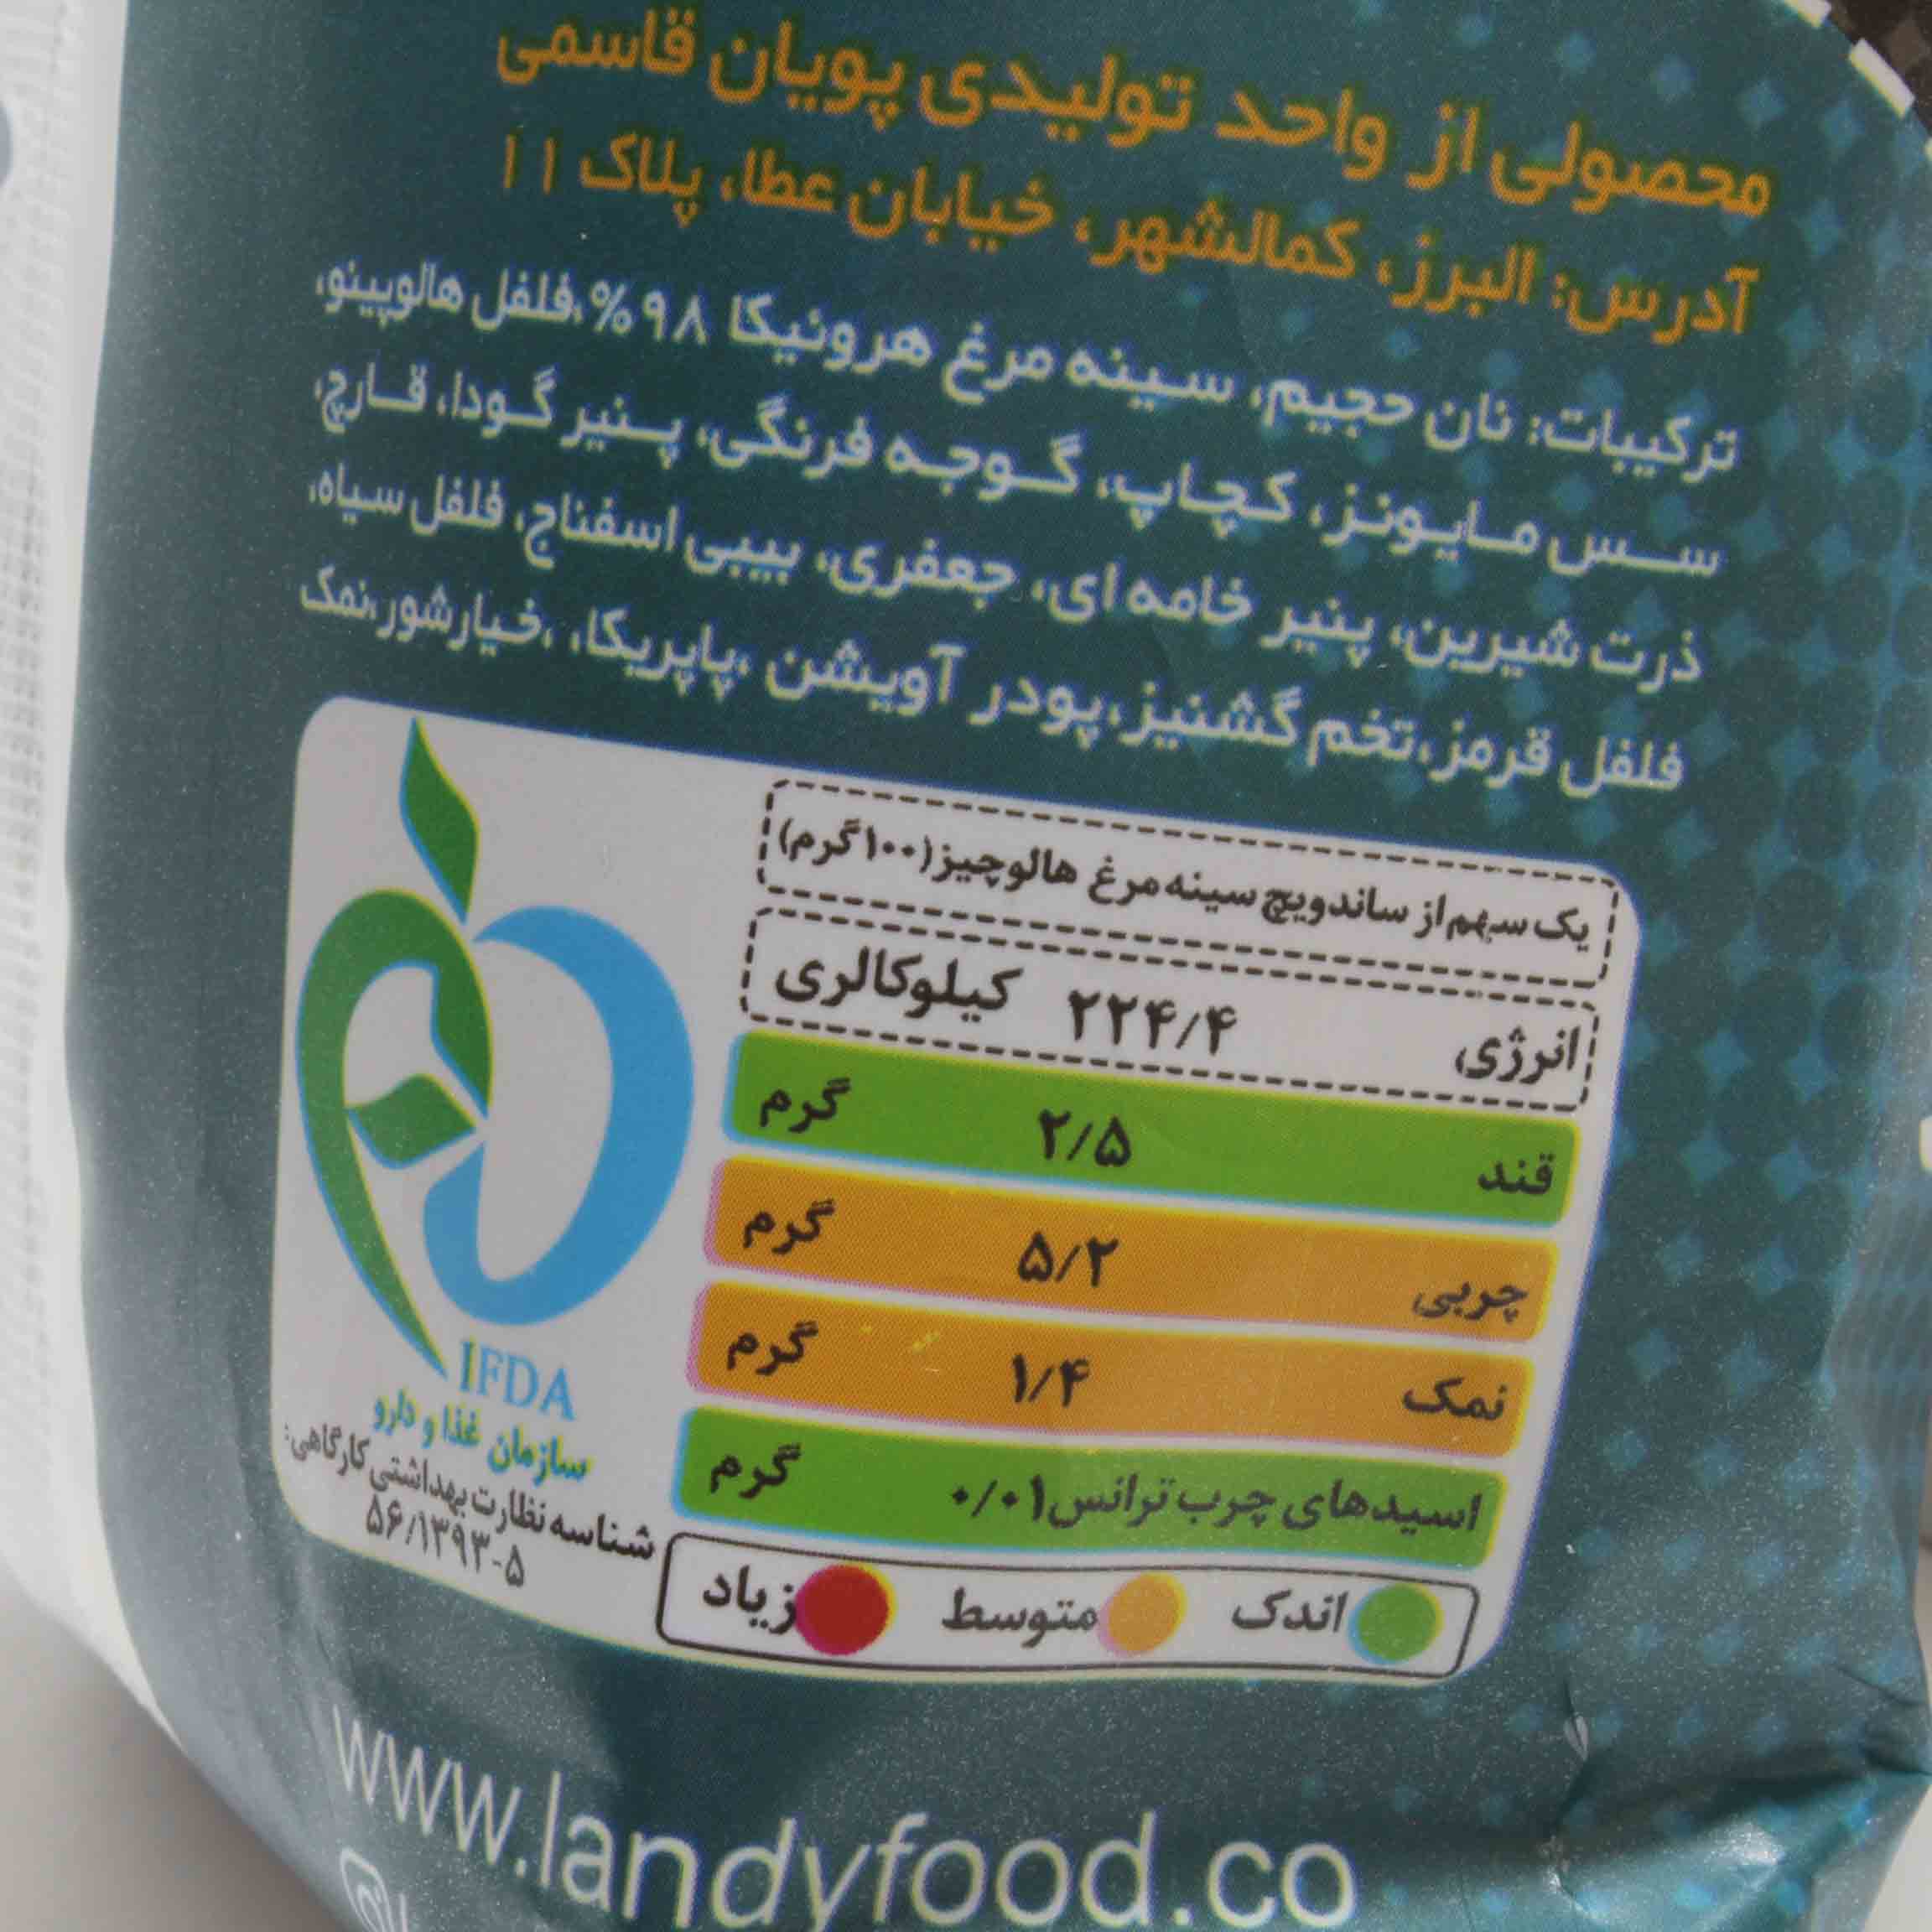 محصولی از واحد تولیدی پویان قاسمی
آدرس: البرز، کمالشهر، خیابان عطا، پلاک ۱۱
ترکیبات: نان حجیم، سینه مرغ هرونیکا ۹۸%،فلفل هالوپینو،
سس مایونز، کچاپ، گوجه فرنگی، پنیر گودا، قارچ،
ذرت شیرین، پنیر خامه ای، جعفری، بیبی اسفناج، فلفل سیاه،
فلفل قرمز،تخم گشنیز،پودر آویشن ،پاپریکا، ،خیارشور،نمک
یک سهم از ساندویچ سینه مرغ هالوچیز(۱۰۰گرم)
انرژی ۲۲۴/۴ کیلوکالری
قند ۲/۵ گرم
چربی ۵/۲ گرم
نمک ۱/۴ گرم
اسیدهای چرب ترانس ۰/۰۱ گرم
اندک متوسط زیاد
IFDA
سازمان غذا و دارو
شناسه نظارت بهداشتی کارگاهی:
۵۶/۱۳۹۳-۵
www.landyfood.co